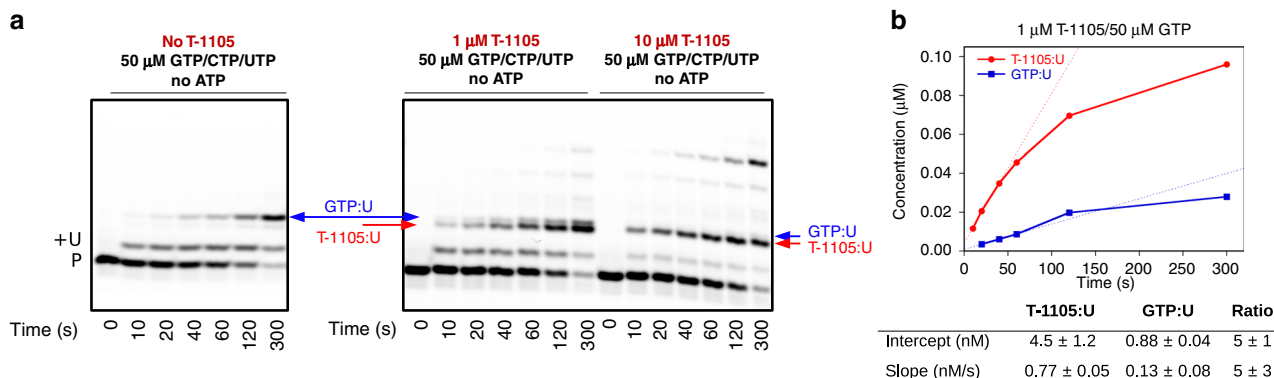 a
No T-1105
50 µM GTP/CTP/UTP
no ATP
1 µM T-1105
50 µM GTP/CTP/UTP
no ATP
10 µM T-1105
50 µM GTP/CTP/UTP
no ATP
GTP:U
T-1105:U
GTP:U
T-1105:U
+U
P
Time (s)
0 10 20 40 60 120 300
Time (s)
0 10 20 40 60 120 300 0 10 20 40 60 120 300
b
1 µM T-1105/50 µM GTP
T-1105:U
GTP:U
Concentration (µM)
0.10
0.08
0.06
0.04
0.02
0.00
0 50 100 150 200 250 300
Time (s)
T-1105:U GTP:U Ratio
Intercept (nM) 4.5 ± 1.2 0.88 ± 0.04 5 ± 1
Slope (nM/s) 0.77 ± 0.05 0.13 ± 0.08 5 ± 3